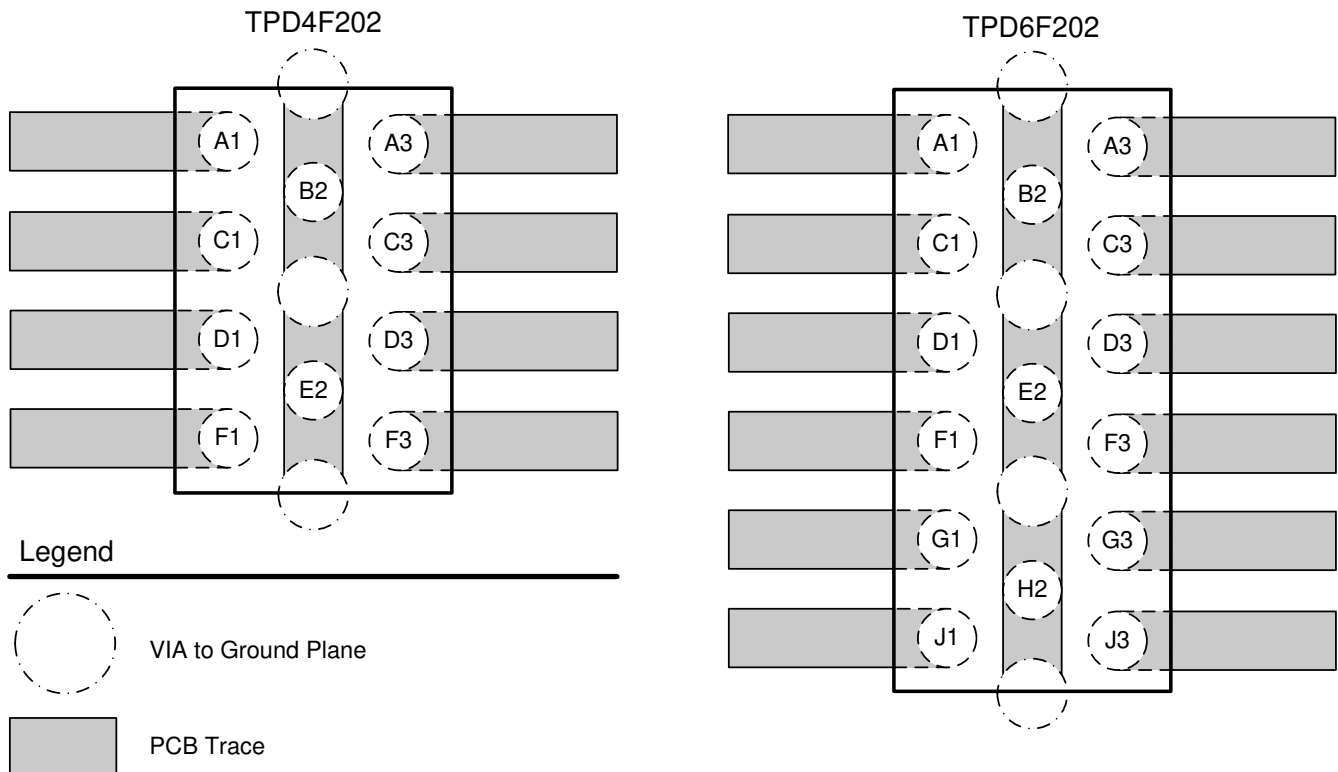 TPD4F202
A1
A3
B2
C1
C3
D1
D3
E2
F1
F3
Legend
VIA to Ground Plane
PCB Trace
TPD6F202
A1
A3
B2
C1
C3
D1
D3
E2
F1
F3
G1
G3
H2
J1
J3